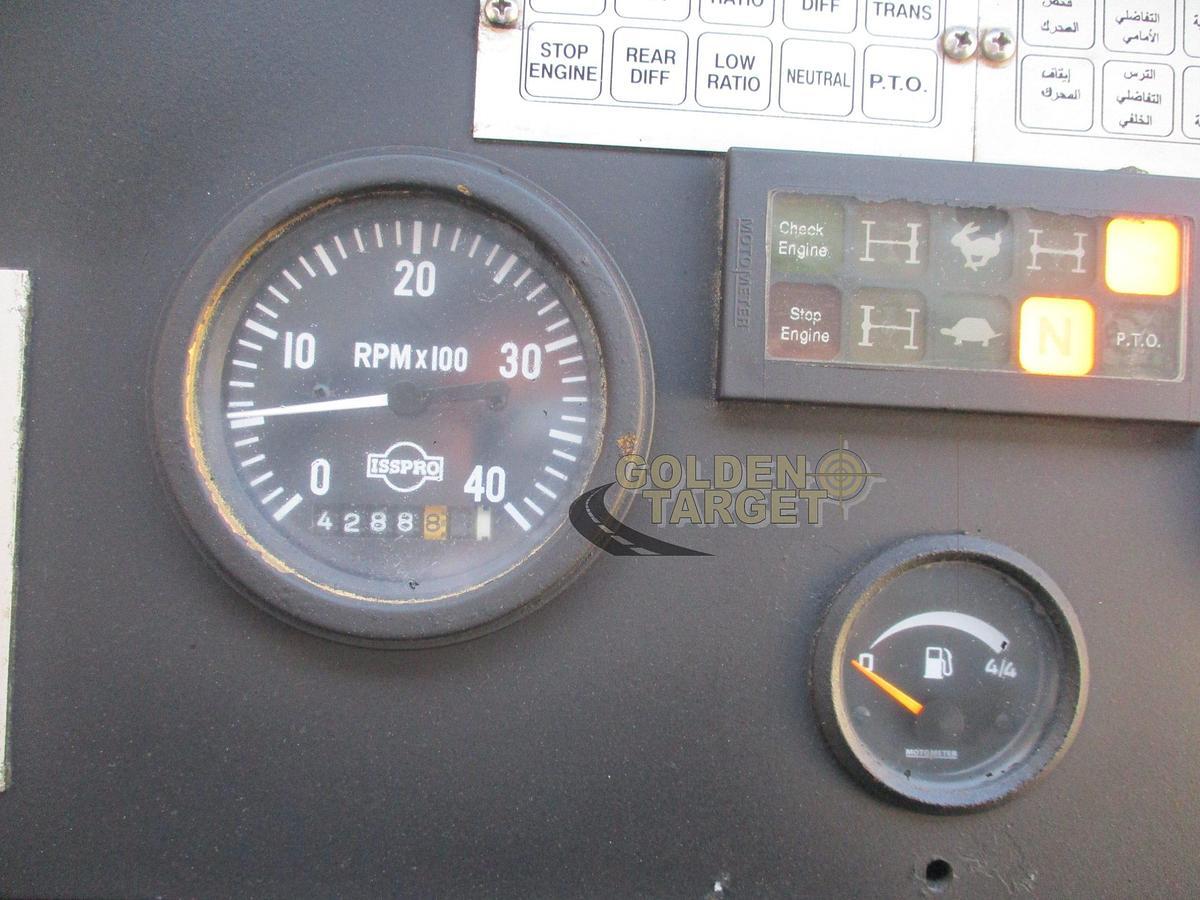 RATIO
DIFF
TRANS
STOP
ENGINE
REAR
DIFF
LOW
RATIO
NEUTRAL
P.T.O.
فحص
المحرك
التفاضلي
الأمامي
إيقاف
المحرك
الترس
التفاضلي
الخلفي
Check
Engine
Stop
Engine
N
P.T.O.
MOTOMETER
20
10
RPM x 100
30
0
ISSPRO
40
42888
GOLDEN
TARGET
0
4/4
MOTOMETER